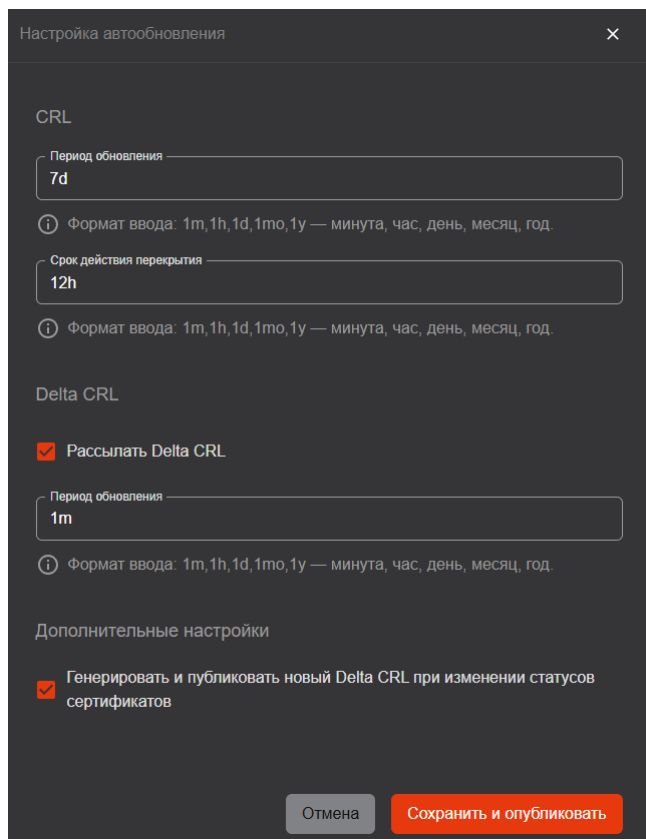 Настройка автообновления
CRL
Период обновления
7d
Формат ввода: 1m,1h,1d,1mo,1y — минута, час, день, месяц, год.
Срок действия перекрытия
12h
Формат ввода: 1m,1h,1d,1mo,1y — минута, час, день, месяц, год.
Delta CRL
Рассылать Delta CRL
Период обновления
1m
Формат ввода: 1m,1h,1d,1mo,1y — минута, час, день, месяц, год.
Дополнительные настройки
Генерировать и публиковать новый Delta CRL при изменении статусов
сертификатов
Отмена
Сохранить и опубликовать